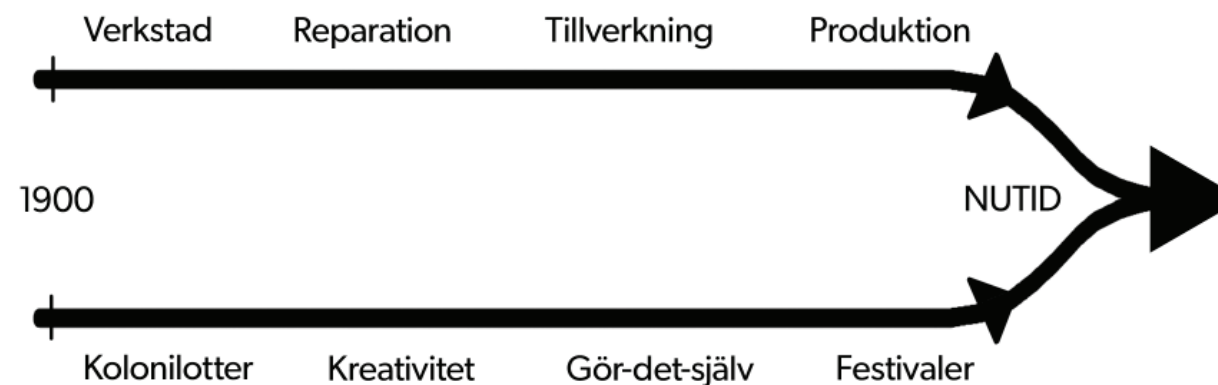 Verkstad Reparation Tillverkning Produktion
1900 NUTID
Kolonilotter Kreativitet Gör-det-själv Festivaler